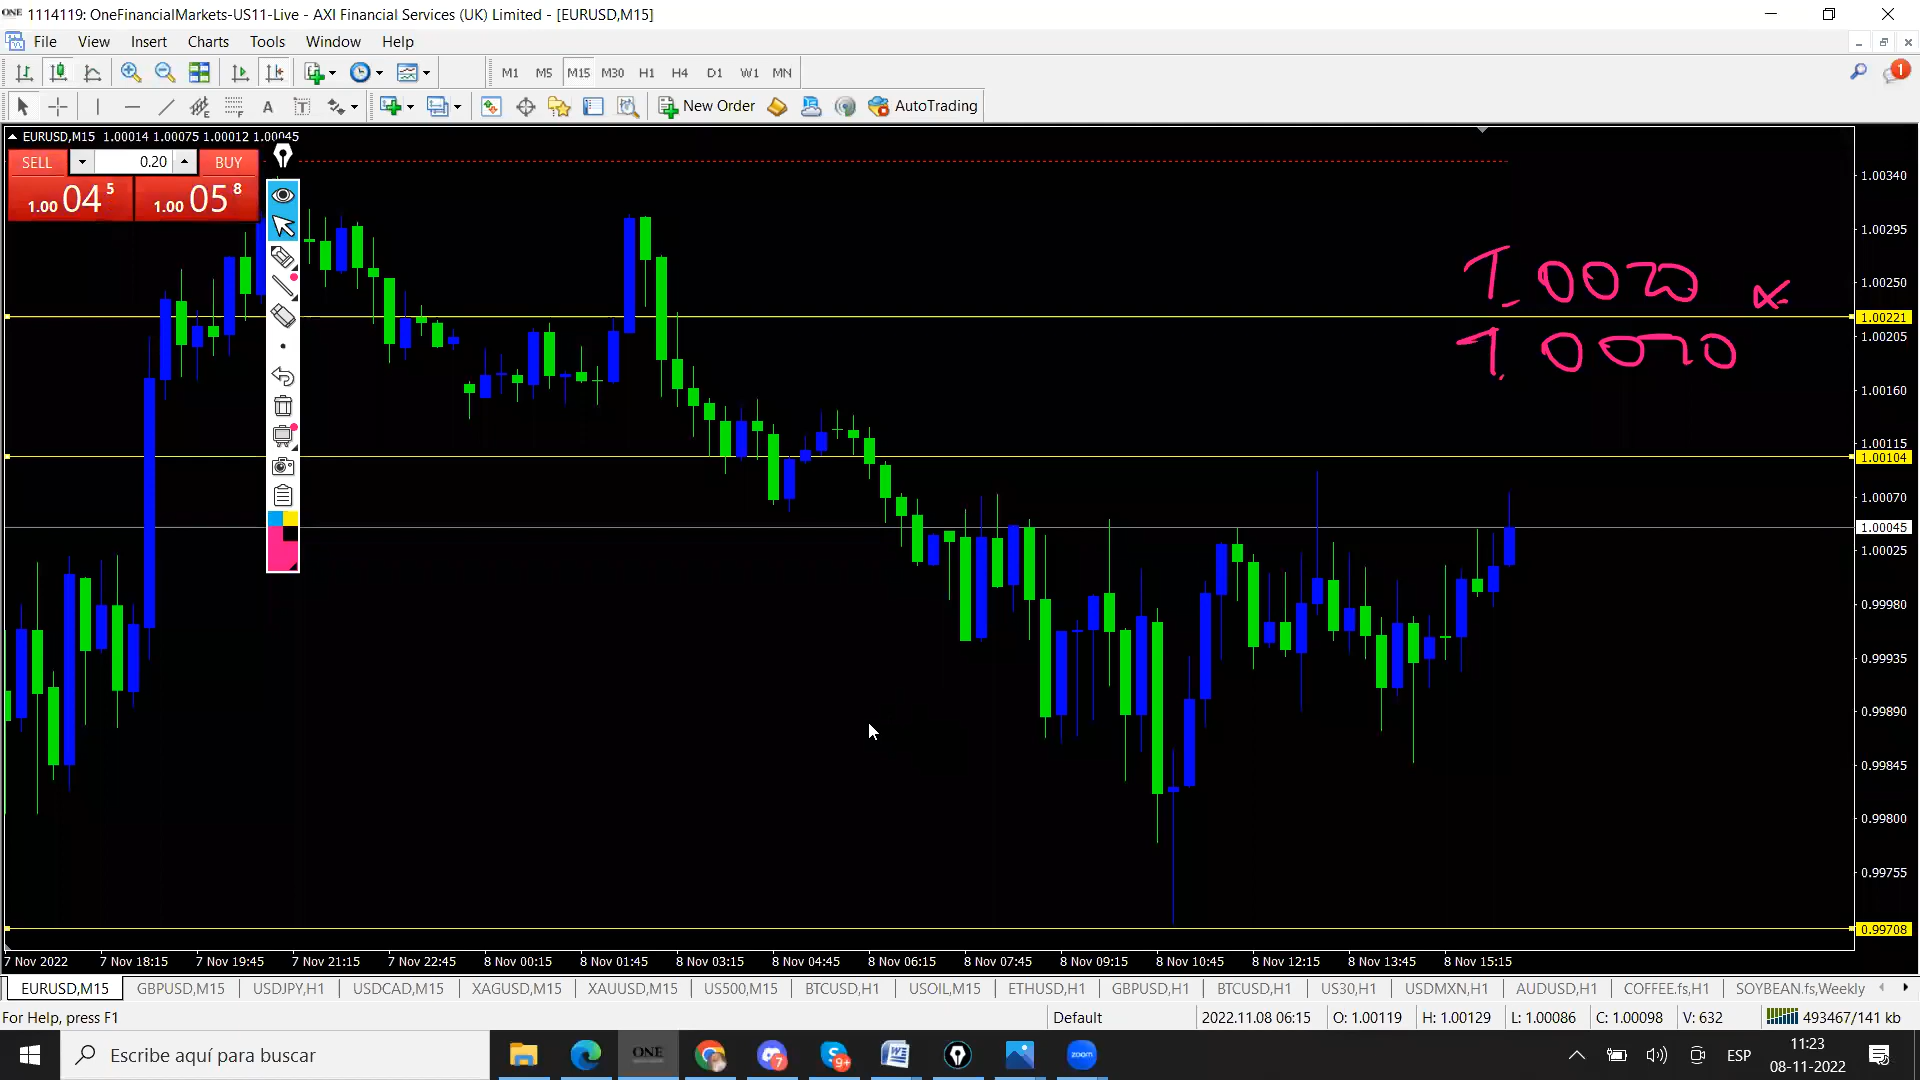 1114119: OneFinancialMarkets-US11-Live - AXI Financial Services (UK) Limited - [EURUSD,M15]
File View Insert Charts Tools Window Help
M1 M5 M15 M30 H1 H4 D1 W1 MN
1
A T New Order AutoTrading
EURUSD,M15 1.00014 1.00075 1.00012 1.00045
SELL 0.20 BUY
1.00 04 5 1.00 05 8
1.00340
1.00295
1.00250
1.00221
1.00205
1.00160
1.00115
1.00104
1.00070
1.00045
1.00025
0.99980
0.99935
0.99890
0.99845
0.99800
0.99755
0.99708
1.0020
1.0070
7 Nov 2022 7 Nov 18:15 7 Nov 19:45 7 Nov 21:15 7 Nov 22:45 8 Nov 00:15 8 Nov 01:45 8 Nov 03:15 8 Nov 04:45 8 Nov 06:15 8 Nov 07:45 8 Nov 09:15 8 Nov 10:45 8 Nov 12:15 8 Nov 13:45 8 Nov 15:15
EURUSD,M15 GBPUSD,M15 USDJPY,H1 USDCAD,M15 XAGUSD,M15 XAUUSD,M15 US500,M15 BTCUSD,H1 USOIL,M15 ETHUSD,H1 GBPUSD,H1 BTCUSD,H1 US30,H1 USDMXN,H1 AUDUSD,H1 COFFEE.fs,H1 SOYBEAN.fs,Weekly
For Help, press F1 Default 2022.11.08 06:15 O: 1.00119 H: 1.00129 L: 1.00086 C: 1.00098 V: 632 493467/141 kb
Escribe aquí para buscar ONE 7 9+ zoom ESP 11:23
08-11-2022